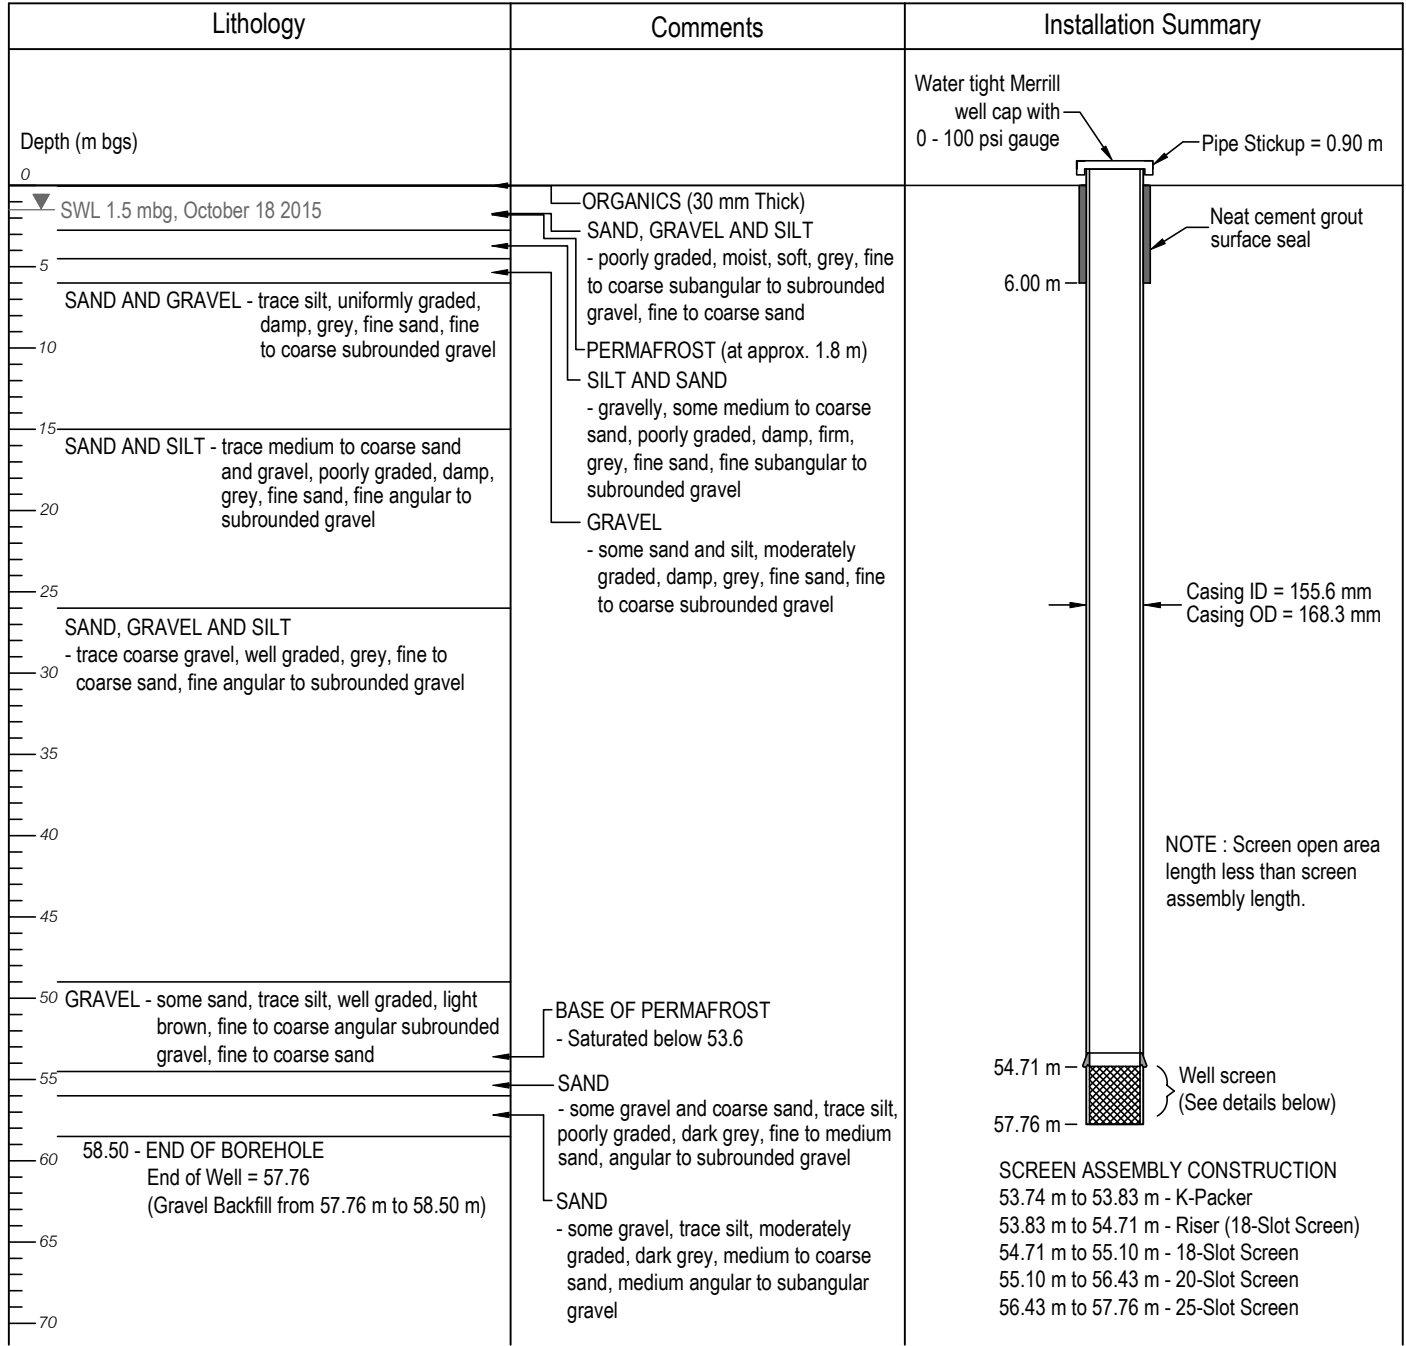 Lithology
Comments
Installation Summary
Depth (m bgs)
0
SWL 1.5 mbg, October 18 2015
5
SAND AND GRAVEL - trace silt, uniformly graded,
damp, grey, fine sand, fine
to coarse subrounded gravel
10
15
SAND AND SILT - trace medium to coarse sand
and gravel, poorly graded, damp,
grey, fine sand, fine angular to
subrounded gravel
20
25
SAND, GRAVEL AND SILT
- trace coarse gravel, well graded, grey, fine to
coarse sand, fine angular to subrounded gravel
30
35
40
45
50
GRAVEL - some sand, trace silt, well graded, light
brown, fine to coarse angular subrounded
gravel, fine to coarse sand
55
58.50 - END OF BOREHOLE
60
End of Well = 57.76
(Gravel Backfill from 57.76 m to 58.50 m)
65
70
ORGANICS (30 mm Thick)
SAND, GRAVEL AND SILT
- poorly graded, moist, soft, grey, fine
to coarse subangular to subrounded
gravel, fine to coarse sand
PERMAFROST (at approx. 1.8 m)
SILT AND SAND
- gravelly, some medium to coarse
sand, poorly graded, damp, firm,
grey, fine sand, fine subangular to
subrounded gravel
GRAVEL
- some sand and silt, moderately
graded, damp, grey, fine sand, fine
to coarse subrounded gravel
BASE OF PERMAFROST
- Saturated below 53.6
SAND
- some gravel and coarse sand, trace silt,
poorly graded, dark grey, fine to medium
sand, angular to subrounded gravel
SAND
- some gravel, trace silt, moderately
graded, dark grey, medium to coarse
sand, medium angular to subangular
gravel
Water tight Merrill
well cap with
0 - 100 psi gauge
Pipe Stickup = 0.90 m
Neat cement grout
surface seal
6.00 m
Casing ID = 155.6 mm
Casing OD = 168.3 mm
NOTE : Screen open area
length less than screen
assembly length.
54.71 m
Well screen
(See details below)
57.76 m
SCREEN ASSEMBLY CONSTRUCTION
53.74 m to 53.83 m - K-Packer
53.83 m to 54.71 m - Riser (18-Slot Screen)
54.71 m to 55.10 m - 18-Slot Screen
55.10 m to 56.43 m - 20-Slot Screen
56.43 m to 57.76 m - 25-Slot Screen